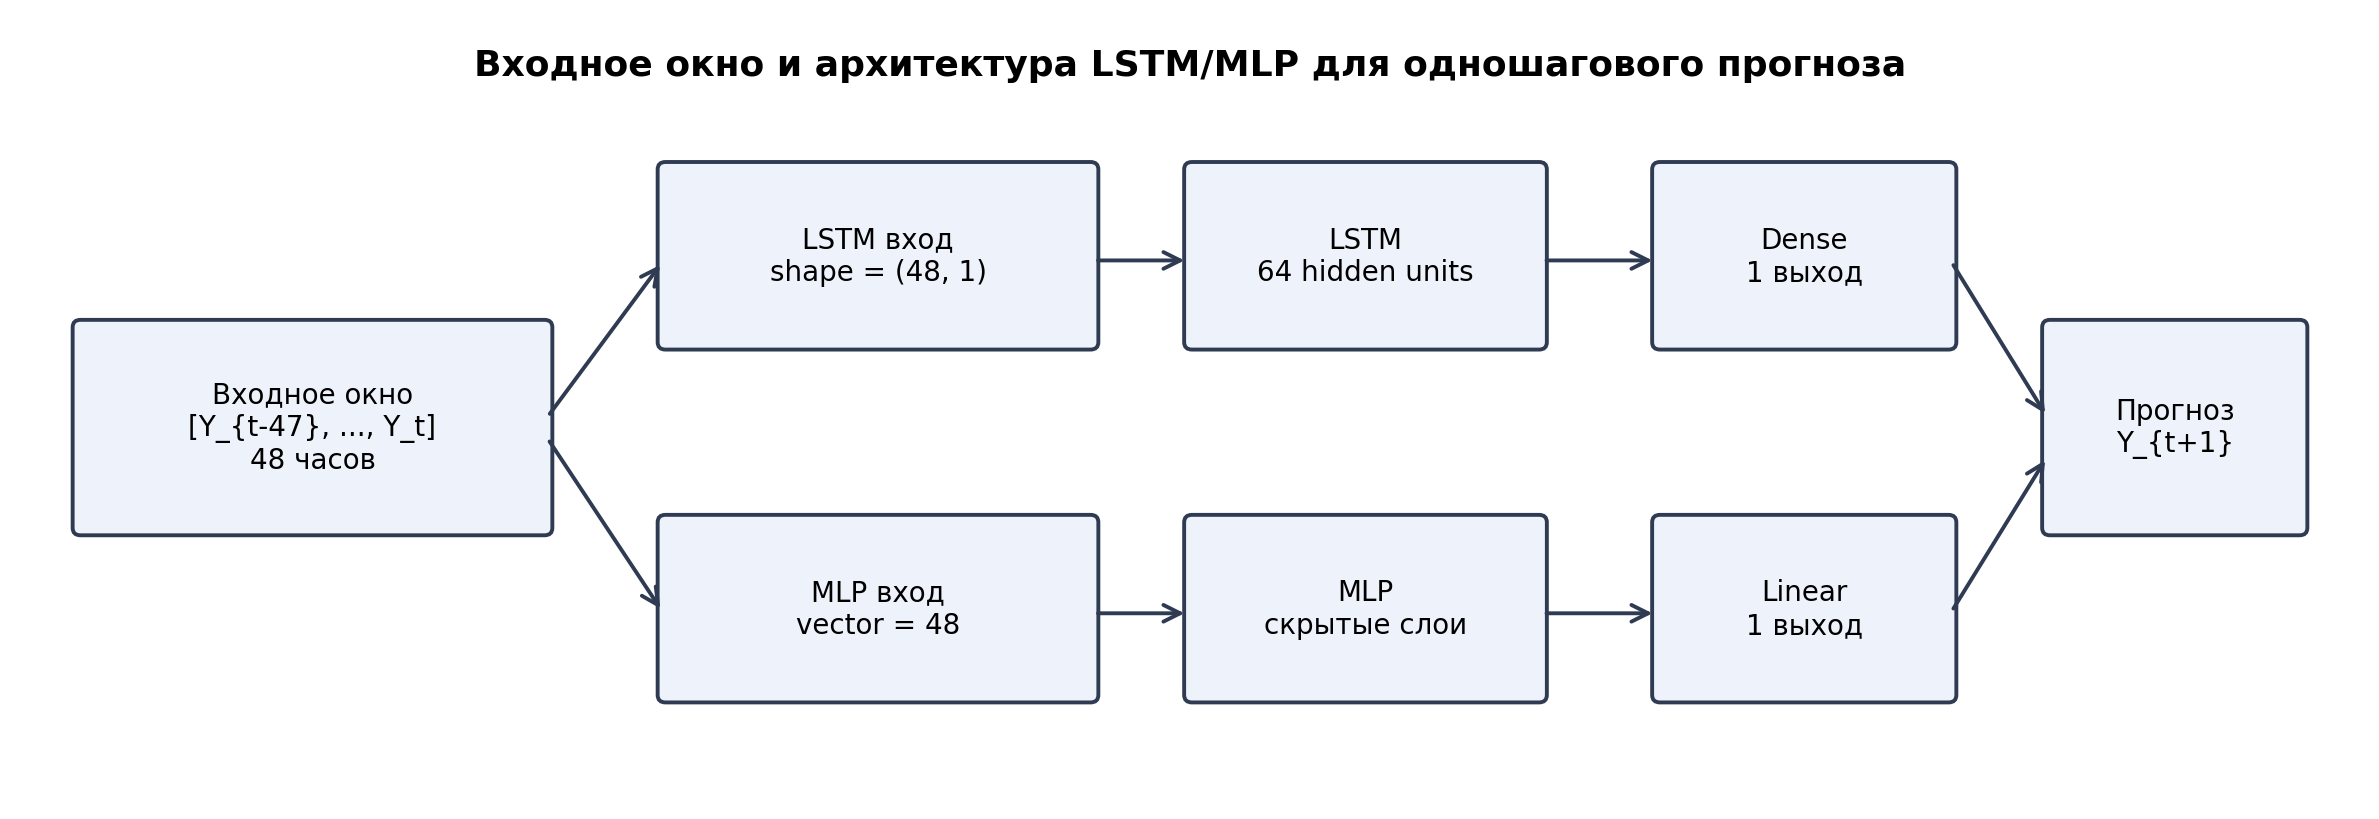 Входное окно и архитектура LSTM/MLP для одношагового прогноза
Входное окно
[Y_{t-47}, ..., Y_t]
48 часов
LSTM вход
shape = (48, 1)
LSTM
64 hidden units
Dense
1 выход
MLP вход
vector = 48
MLP
скрытые слои
Linear
1 выход
Прогноз
Y_{t+1}